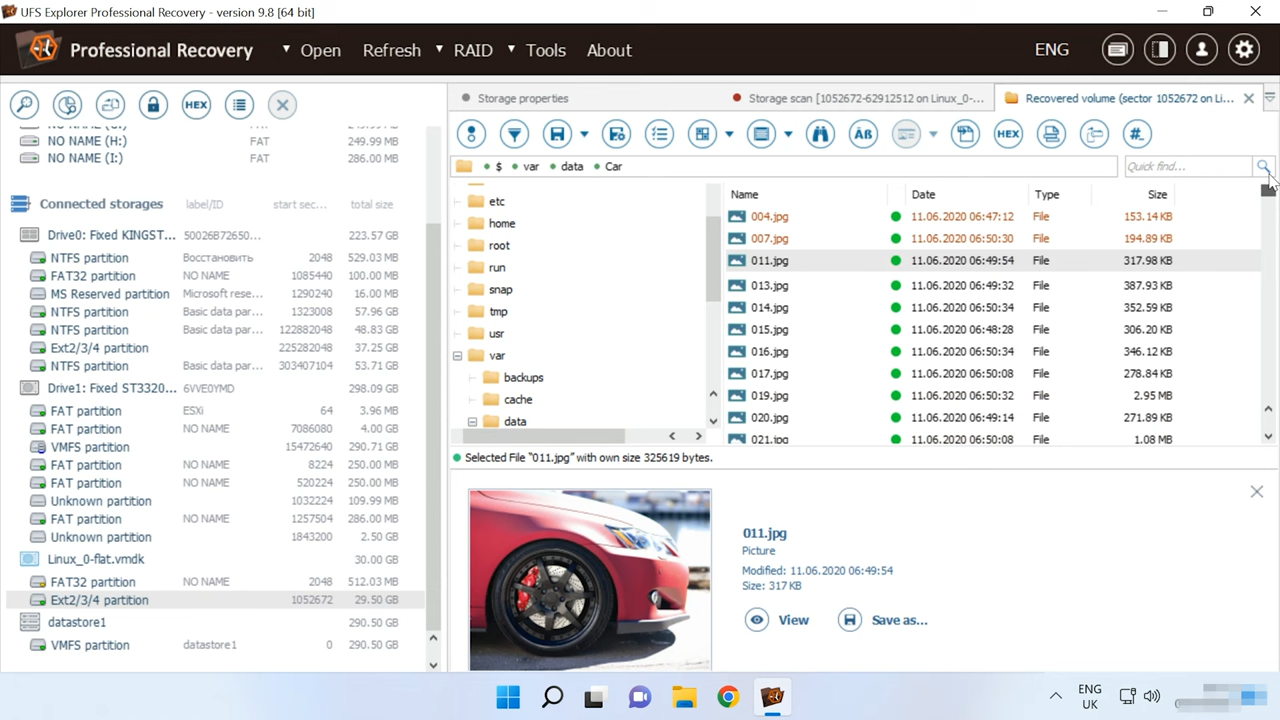 UFS Explorer Professional Recovery - version 9.8 [64 bit]
Professional Recovery Open Refresh RAID Tools About ENG
HEX
NO NAME (H:) FAT 249.99 MB
NO NAME (I:) FAT 286.00 MB
Connected storages label/ID start sec... total size
Drive0: Fixed KINGST... 50026B72650... 223.57 GB
NTFS partition Восстановить 2048 529.03 MB
FAT32 partition NO NAME 1085440 100.00 MB
MS Reserved partition Microsoft rese... 1290240 16.00 MB
NTFS partition Basic data par... 1323008 57.96 GB
NTFS partition Basic data par... 122882048 48.83 GB
Ext2/3/4 partition 225282048 37.25 GB
NTFS partition Basic data par... 303407104 53.71 GB
Drive1: Fixed ST3320... 6VVE0YMD 298.09 GB
FAT partition ESXi 64 3.96 MB
FAT partition NO NAME 7086080 4.00 GB
VMFS partition 15472640 290.71 GB
FAT partition NO NAME 8224 250.00 MB
FAT partition NO NAME 520224 250.00 MB
Unknown partition 1032224 109.99 MB
FAT partition NO NAME 1257504 286.00 MB
Unknown partition 1843200 2.50 GB
Linux_0-flat.vmdk 30.00 GB
FAT32 partition NO NAME 2048 512.03 MB
Ext2/3/4 partition 1052672 29.50 GB
datastore1 290.50 GB
VMFS partition datastore1 0 290.50 GB
Storage properties Storage scan [1052672-62912512 on Linux_0-... Recovered volume (sector 1052672 on Li...
Aß HEX #_
$ var data Car Quick find...
etc
home
root
run
snap
tmp
usr
var
backups
cache
data
Name Date Type Size
004.jpg 11.06.2020 06:47:12 File 153.14 KB
007.jpg 11.06.2020 06:50:30 File 194.89 KB
011.jpg 11.06.2020 06:49:54 File 317.98 KB
013.jpg 11.06.2020 06:49:32 File 387.93 KB
014.jpg 11.06.2020 06:50:34 File 352.59 KB
015.jpg 11.06.2020 06:48:28 File 306.20 KB
016.jpg 11.06.2020 06:50:34 File 346.12 KB
017.jpg 11.06.2020 06:50:08 File 278.84 KB
019.jpg 11.06.2020 06:50:32 File 2.95 MB
020.jpg 11.06.2020 06:49:14 File 271.89 KB
021.jpg 11.06.2020 06:50:08 File 1.08 MB
Selected File "011.jpg" with own size 325619 bytes.
011.jpg
Picture
Modified: 11.06.2020 06:49:54
Size: 317 KB
View Save as...
ENG
UK